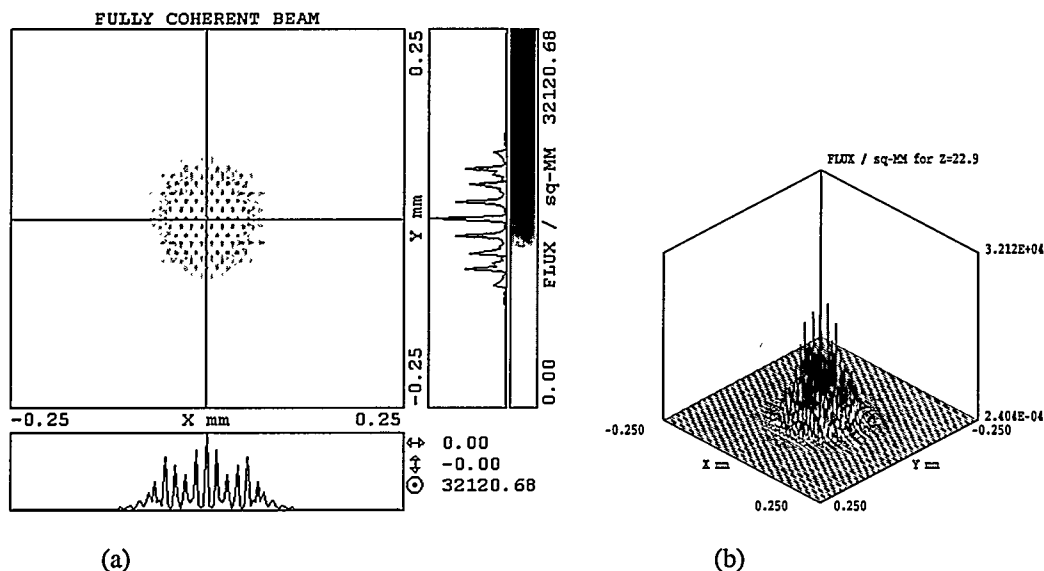 FULLY COHERENT BEAM
0.25
Y mm
-0.25
FLUX / sq-MM 32120.68
0.00
-0.25
X mm
0.25
0.00
-0.00
32120.68
(a)
FLUX / sq-MM for Z=22.9
3.212E+04
2.404E-04
-0.250
-0.250
X mm
Y mm
0.250
0.250
(b)